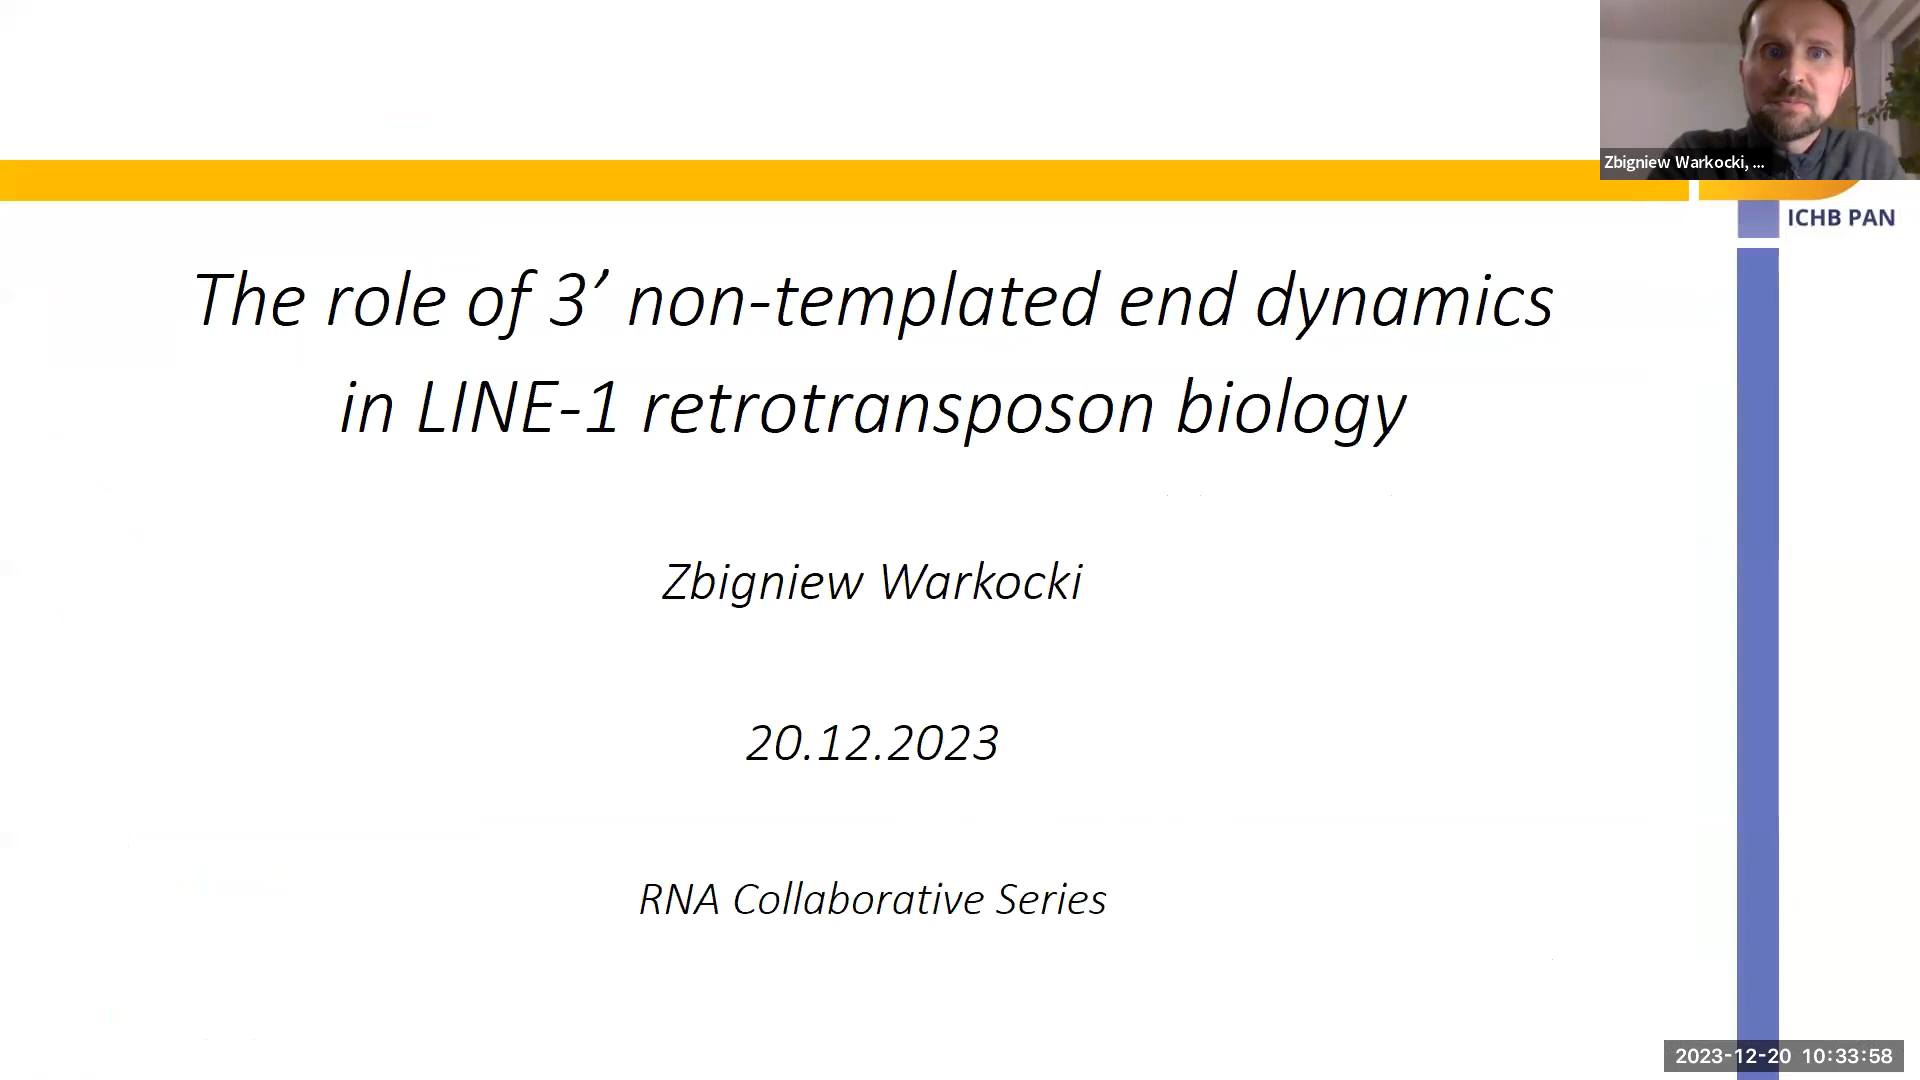 Zbigniew Warkocki, ...
ICHB PAN
The role of 3’ non-templated end dynamics
in LINE-1 retrotransposon biology
Zbigniew Warkocki
20.12.2023
RNA Collaborative Series
2023-12-20 10:33:58